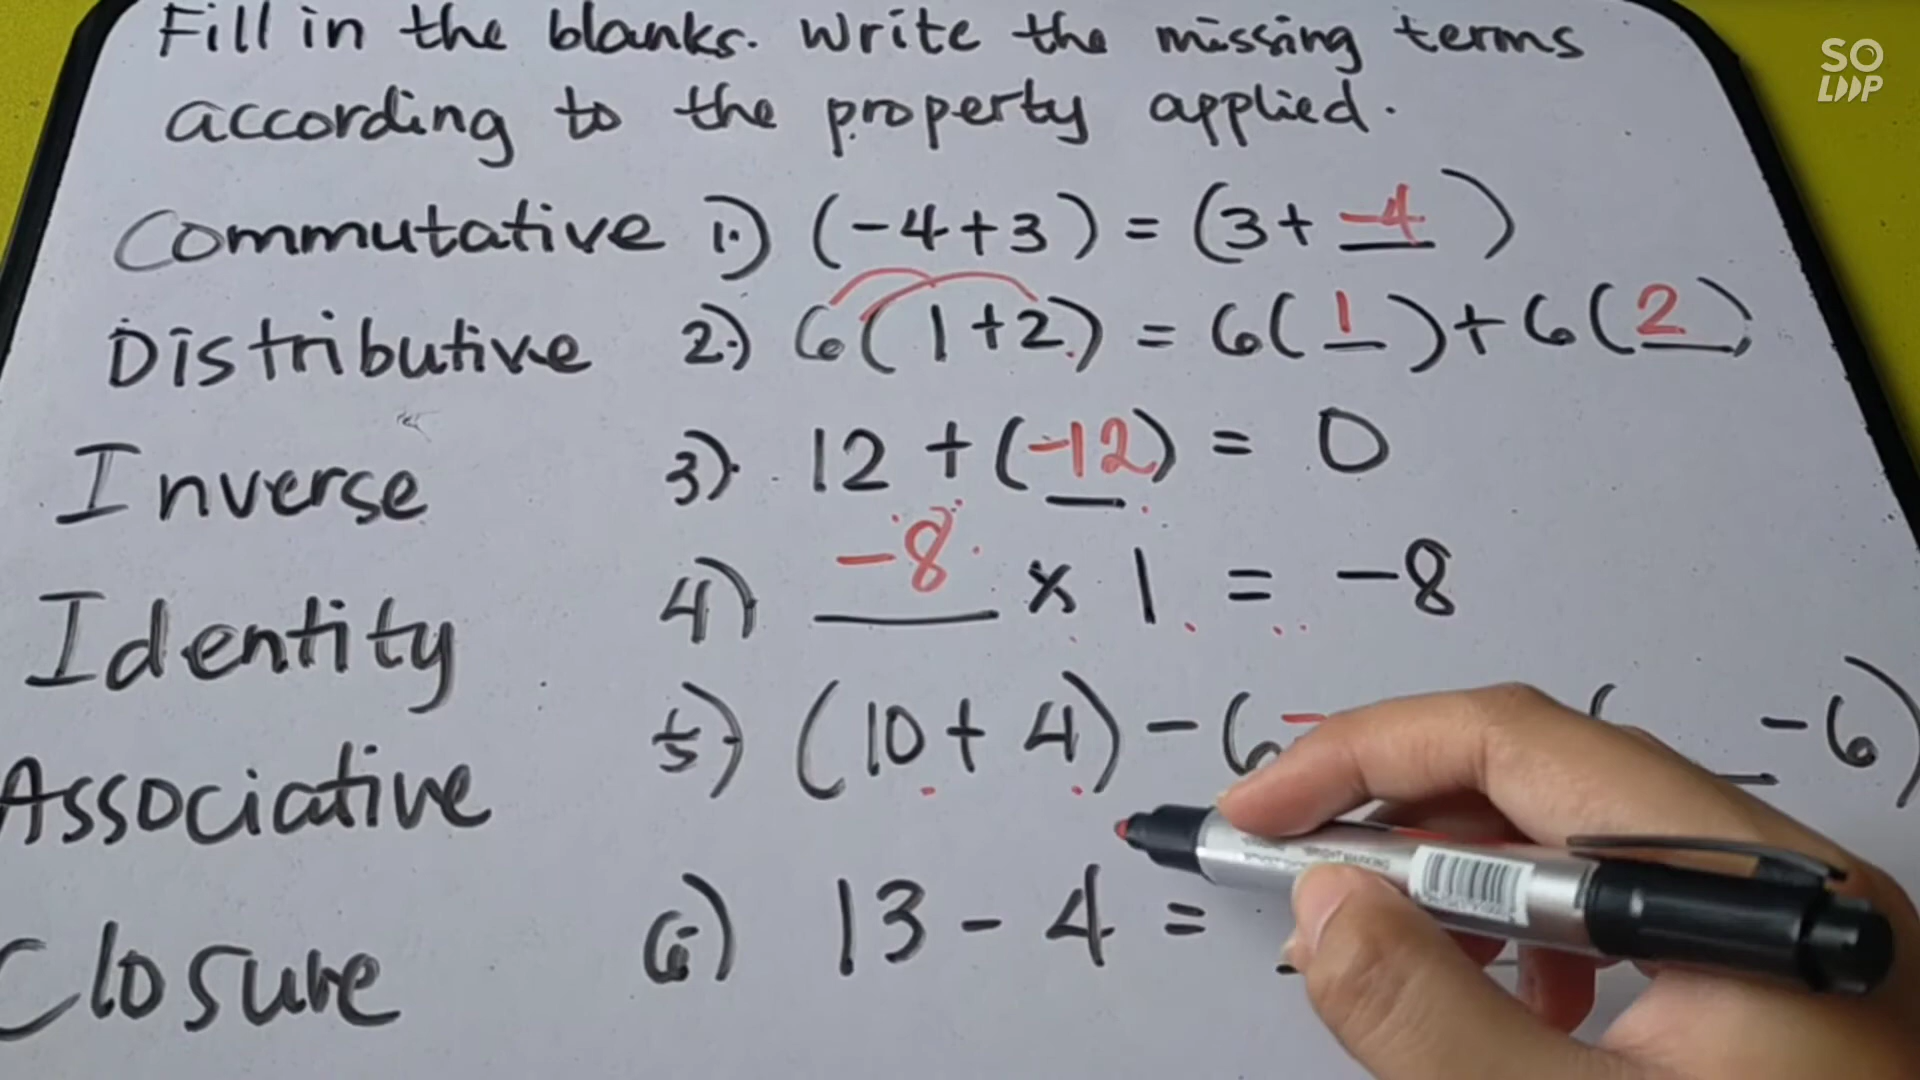 Fill in the blanks. Write the missing terms
according to the property applied.
Commutative 1.) (-4+3) = (3+ -4)
Distributive 2.) 6(1+2) = 6(1)+6(2)
Inverse 3). 12 + (-12) = 0
Identity 4) -8 x 1 = -8
Associative 5.) (10+4) - 6 ( -6)
Closure 6) 13 - 4 =
SO
LOOP